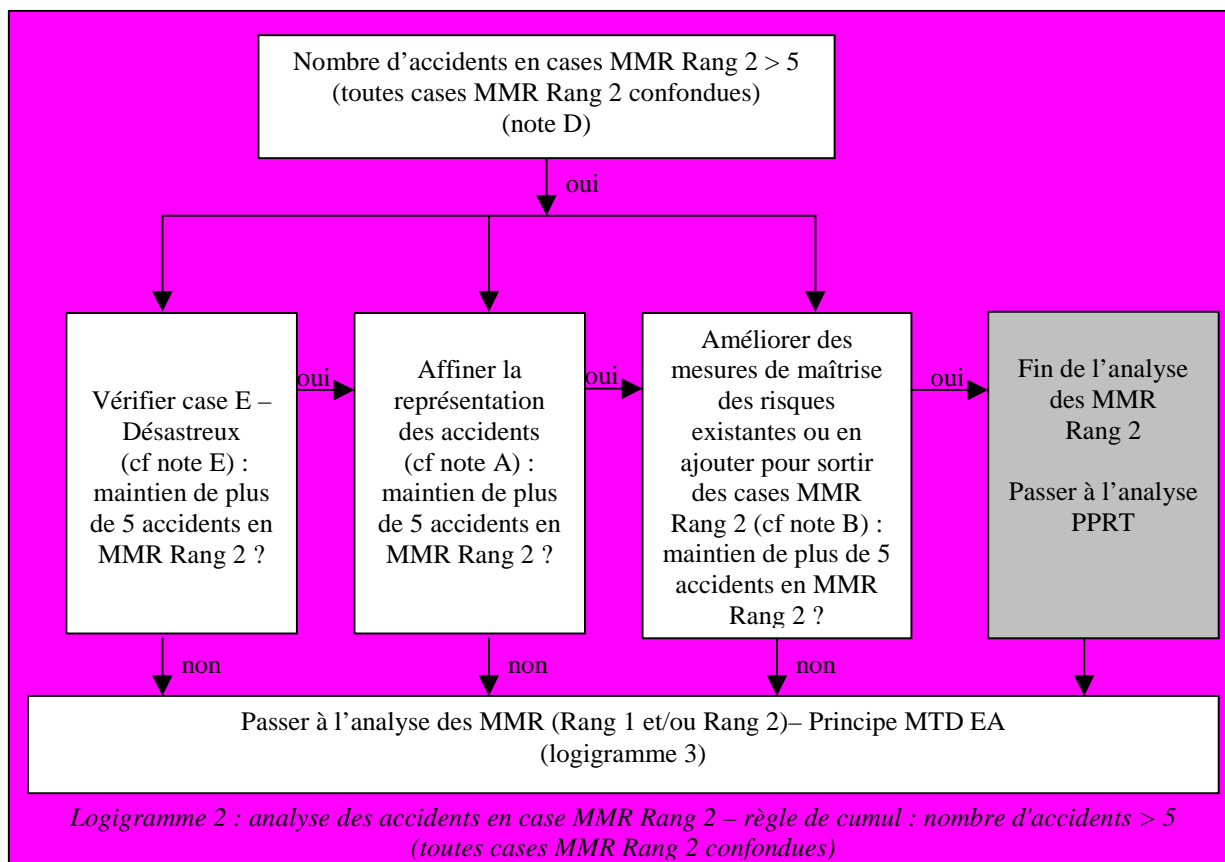 Nombre d'accidents en cases MMR Rang 2 > 5
(toutes cases MMR Rang 2 confondues)
(note D)
oui
Vérifier case E –
Désastreux
(cf note E) :
maintien de plus
de 5 accidents en
MMR Rang 2 ?
oui
Affiner la
représentation
des accidents
(cf note A) :
maintien de plus
de 5 accidents en
MMR Rang 2 ?
oui
Améliorer des
mesures de maîtrise
des risques
existantes ou en
ajouter pour sortir
des cases MMR
Rang 2 (cf note B) :
maintien de plus de 5
accidents en MMR
Rang 2 ?
oui
Fin de l'analyse
des MMR
Rang 2
Passer à l'analyse
PPRT
non
non
non
Passer à l'analyse des MMR (Rang 1 et/ou Rang 2)– Principe MTD EA
(logigramme 3)
Logigramme 2 : analyse des accidents en case MMR Rang 2 – règle de cumul : nombre d'accidents > 5
(toutes cases MMR Rang 2 confondues)